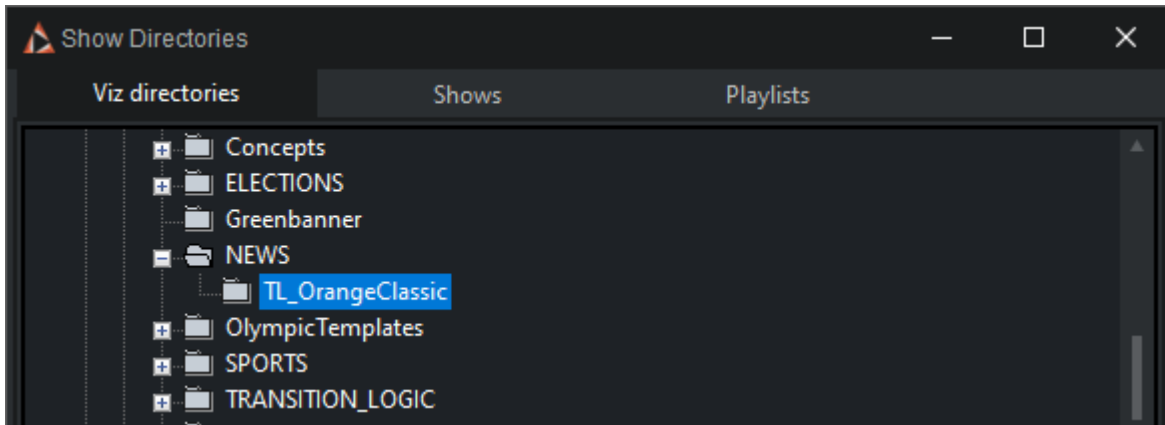 Show Directories
Viz directories Shows Playlists
Concepts
ELECTIONS
Greenbanner
NEWS
TL_OrangeClassic
OlympicTemplates
SPORTS
TRANSITION_LOGIC